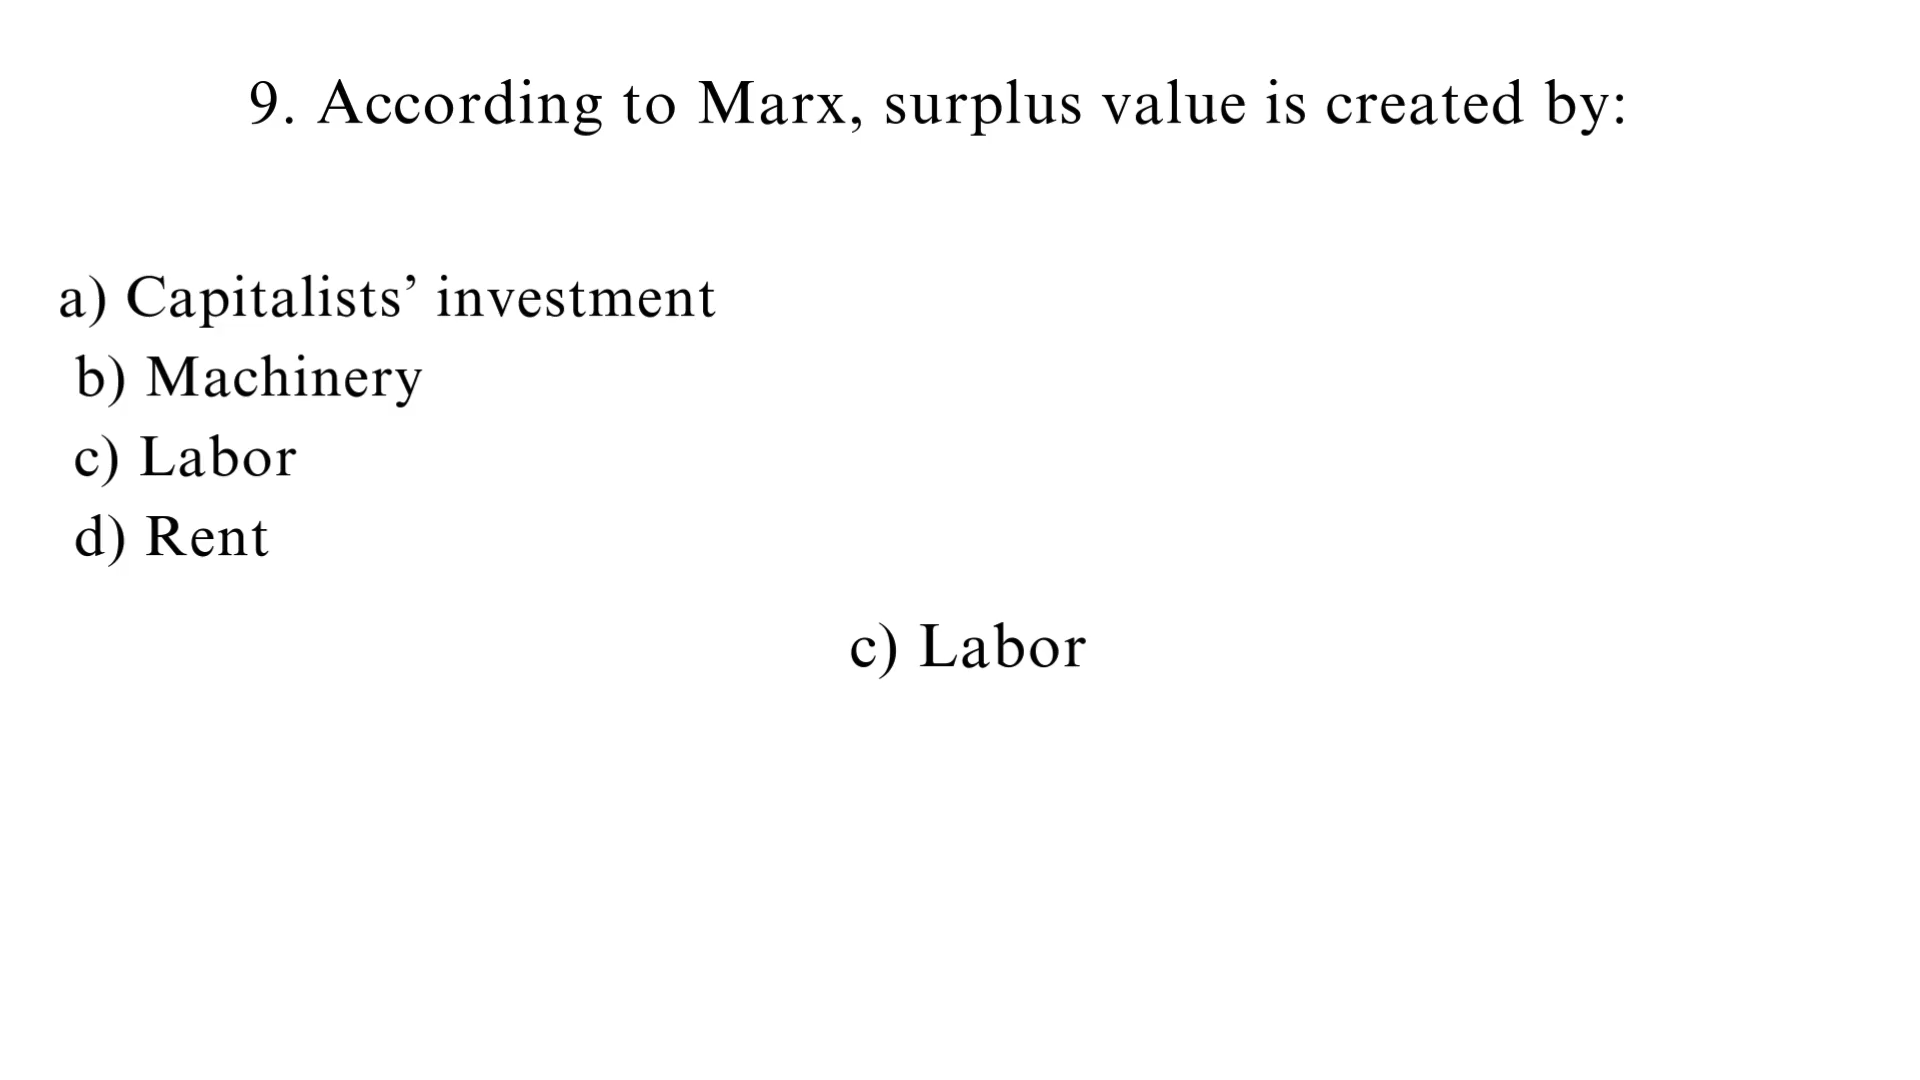 9. According to Marx, surplus value is created by:
a) Capitalists’ investment
b) Machinery
c) Labor
d) Rent
c) Labor